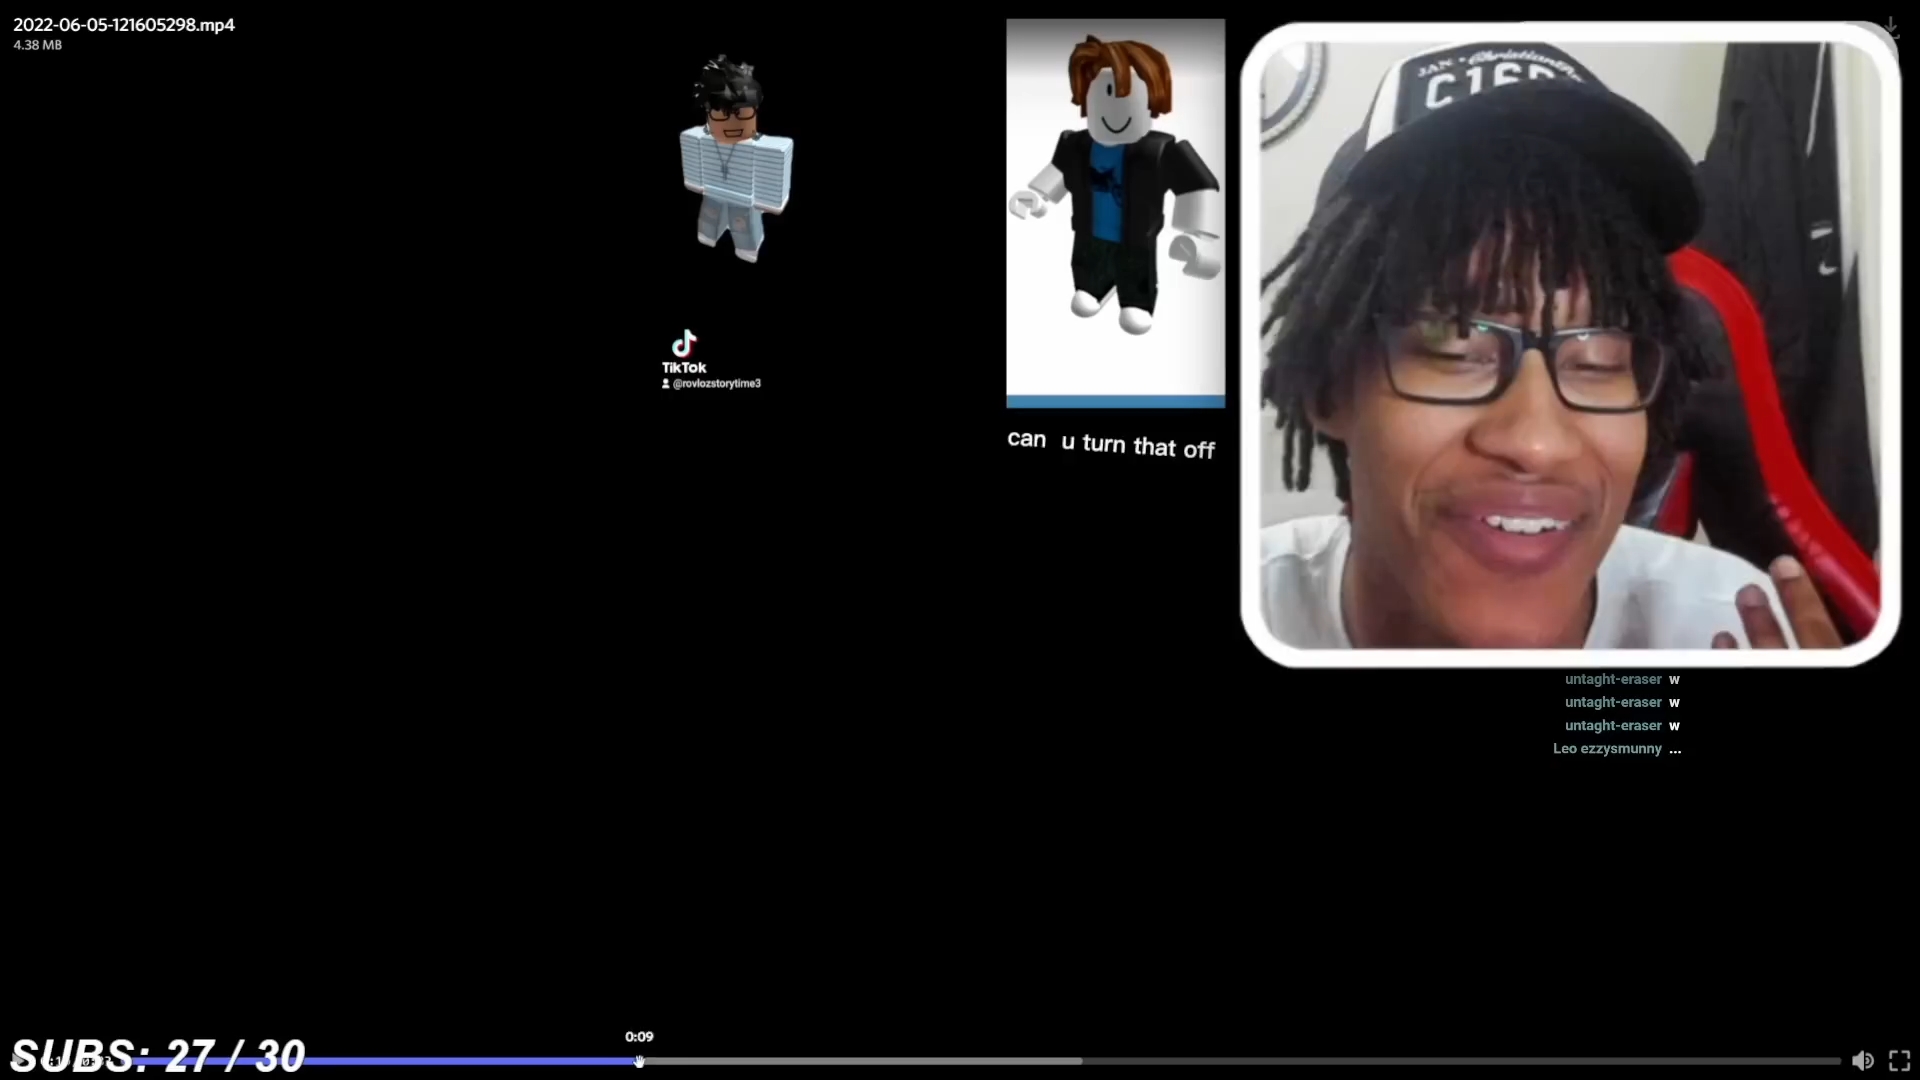 2022-06-05-121605298.mp4
4.38 MB
TikTok
@rovlozstorytime3
can u turn that off
untaght-eraser w
untaght-eraser w
untaght-eraser w
Leo ezzysmunny ...
0:09
SUBS: 27 / 30